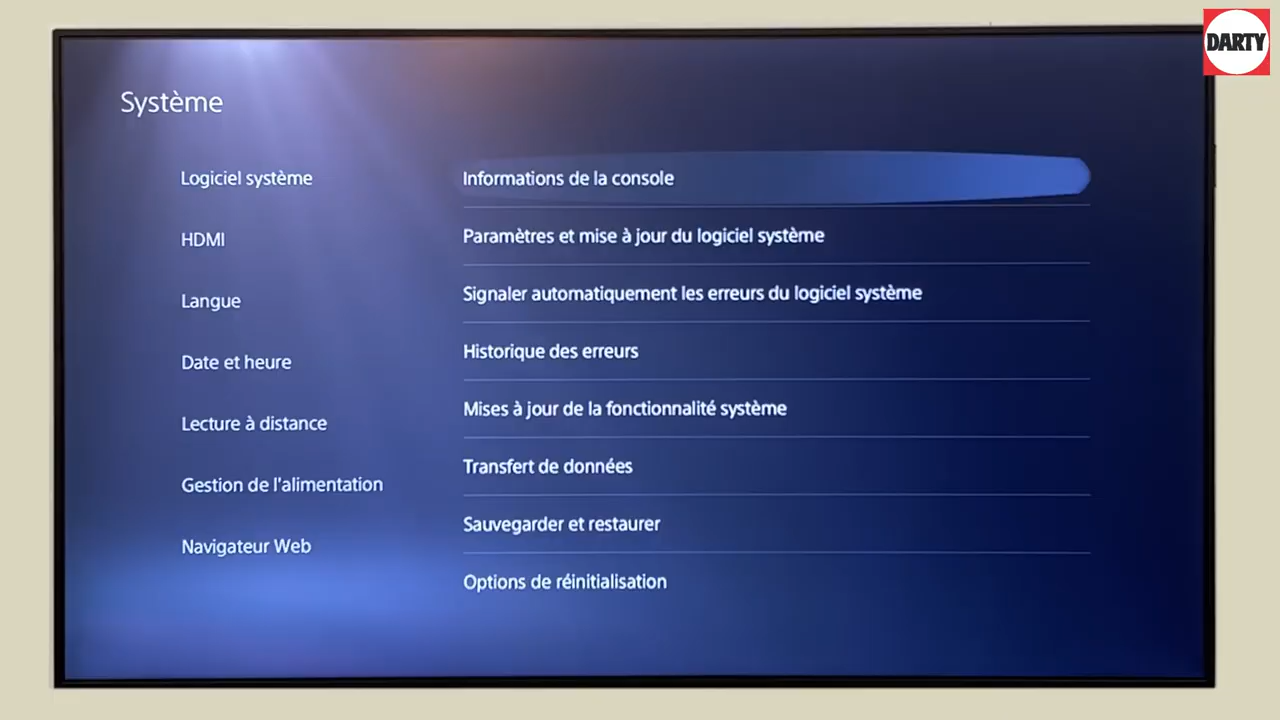 DARTY
Système
Logiciel système
HDMI
Langue
Date et heure
Lecture à distance
Gestion de l'alimentation
Navigateur Web
Informations de la console
Paramètres et mise à jour du logiciel système
Signaler automatiquement les erreurs du logiciel système
Historique des erreurs
Mises à jour de la fonctionnalité système
Transfert de données
Sauvegarder et restaurer
Options de réinitialisation